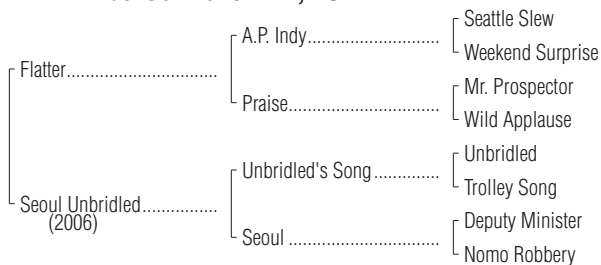 Seattle Slew
A.P. Indy
Weekend Surprise
Flatter
Mr. Prospector
Praise
Wild Applause
Unbridled
Unbridled's Song
Trolley Song
Seoul Unbridled
(2006)
Deputy Minister
Seoul
Nomo Robbery